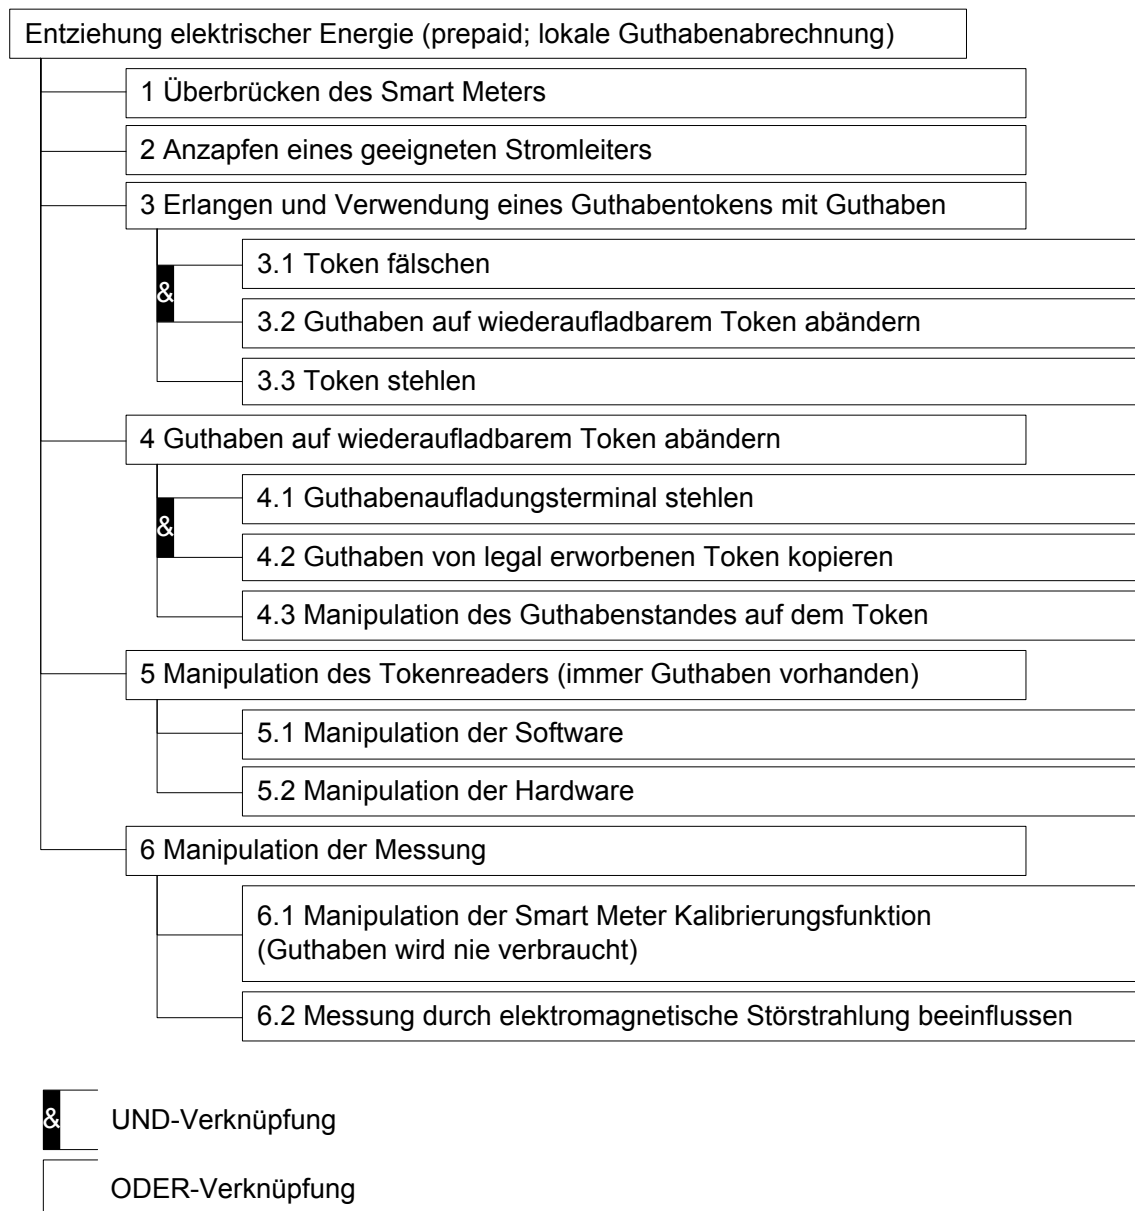 Entziehung elektrischer Energie (prepaid; lokale Guthabenabrechnung)
1 Überbrücken des Smart Meters
2 Anzapfen eines geeigneten Stromleiters
3 Erlangen und Verwendung eines Guthabentokens mit Guthaben
3.1 Token fälschen
&
3.2 Guthaben auf wiederaufladbarem Token abändern
3.3 Token stehlen
4 Guthaben auf wiederaufladbarem Token abändern
4.1 Guthabenaufladungsterminal stehlen
&
4.2 Guthaben von legal erworbenen Token kopieren
4.3 Manipulation des Guthabenstandes auf dem Token
5 Manipulation des Tokenreaders (immer Guthaben vorhanden)
5.1 Manipulation der Software
5.2 Manipulation der Hardware
6 Manipulation der Messung
6.1 Manipulation der Smart Meter Kalibrierungsfunktion
(Guthaben wird nie verbraucht)
6.2 Messung durch elektromagnetische Störstrahlung beeinflussen
& UND-Verknüpfung
ODER-Verknüpfung